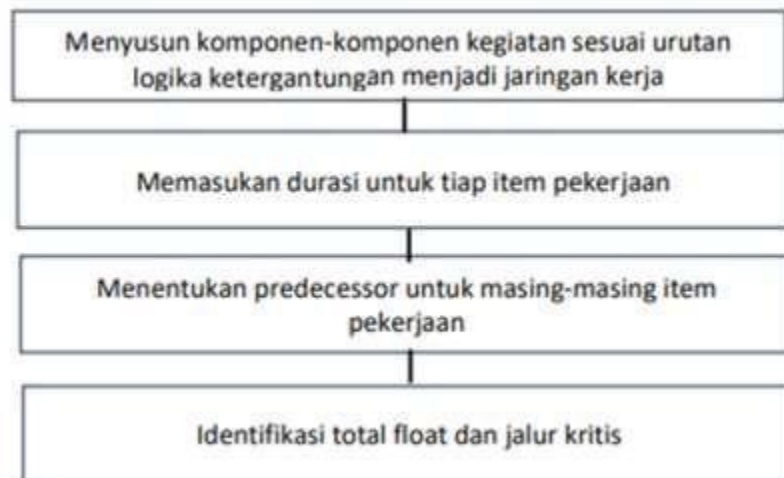 Menyusun komponen-komponen kegiatan sesuai urutan
logika ketergantungan menjadi jaringan kerja
Memasukan durasi untuk tiap item pekerjaan
Menentukan predecessor untuk masing-masing item
pekerjaan
Identifikasi total float dan jalur kritis